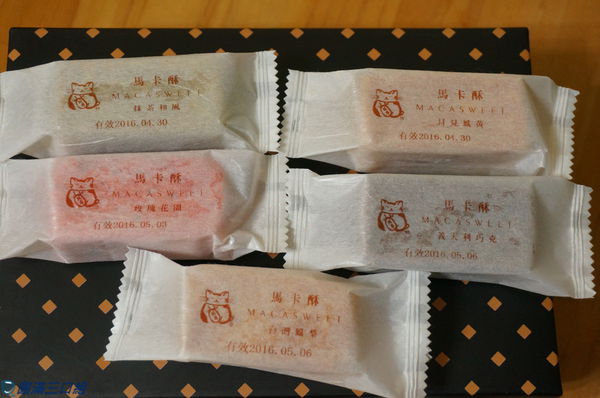 馬卡酥
MACASWEET
抹茶和風
有效2016.04.30
馬卡酥
MACASWEET
月見鳳黃
有效2016.04.30
馬卡酥
MACASWEET
玫瑰花園
有效2016.05.03
馬卡酥
MACASWEET
義大利巧克
有效2016.05.06
馬卡酥
MACASWEET
台灣鳳梨
有效2016.05.06